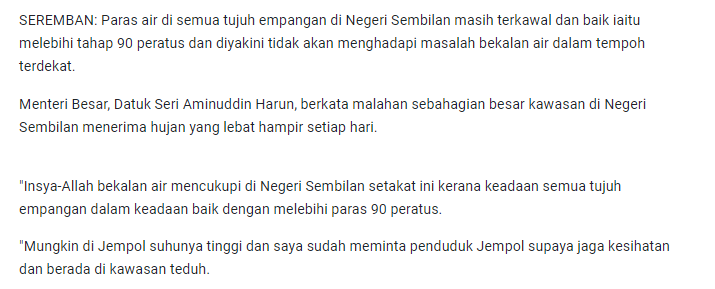 SEREMBAN: Paras air di semua tujuh empangan di Negeri Sembilan masih terkawal dan baik iaitu
melebihi tahap 90 peratus dan diyakini tidak akan menghadapi masalah bekalan air dalam tempoh
terdekat.
Menteri Besar, Datuk Seri Aminuddin Harun, berkata malahan sebahagian besar kawasan di Negeri
Sembilan menerima hujan yang lebat hampir setiap hari.
"Insya-Allah bekalan air mencukupi di Negeri Sembilan setakat ini kerana keadaan semua tujuh
empangan dalam keadaan baik dengan melebihi paras 90 peratus.
"Mungkin di Jempol suhunya tinggi dan saya sudah meminta penduduk Jempol supaya jaga kesihatan
dan berada di kawasan teduh.